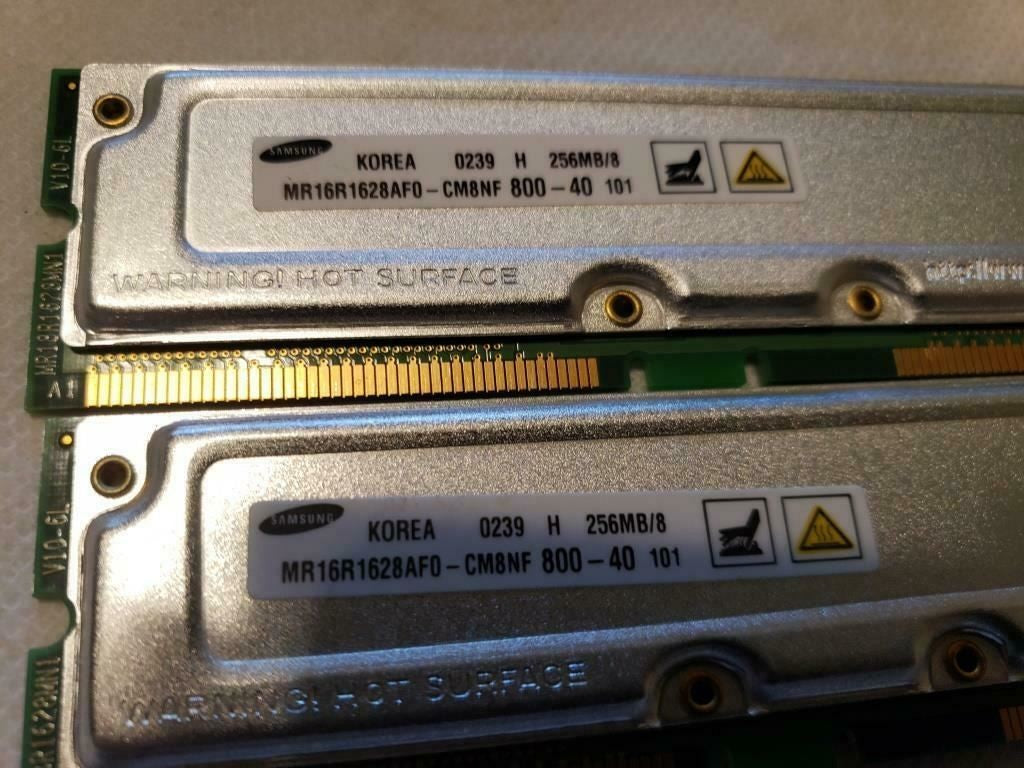 V10-6L
SAMSUNG
KOREA 0239 H 256MB/8
MR16R1628AF0-CM8NF 800-40 101
WARNING! HOT SURFACE
A1
V10-6L
SAMSUNG
KOREA 0239 H 256MB/8
MR16R1628AF0-CM8NF 800-40 101
WARNING! HOT SURFACE